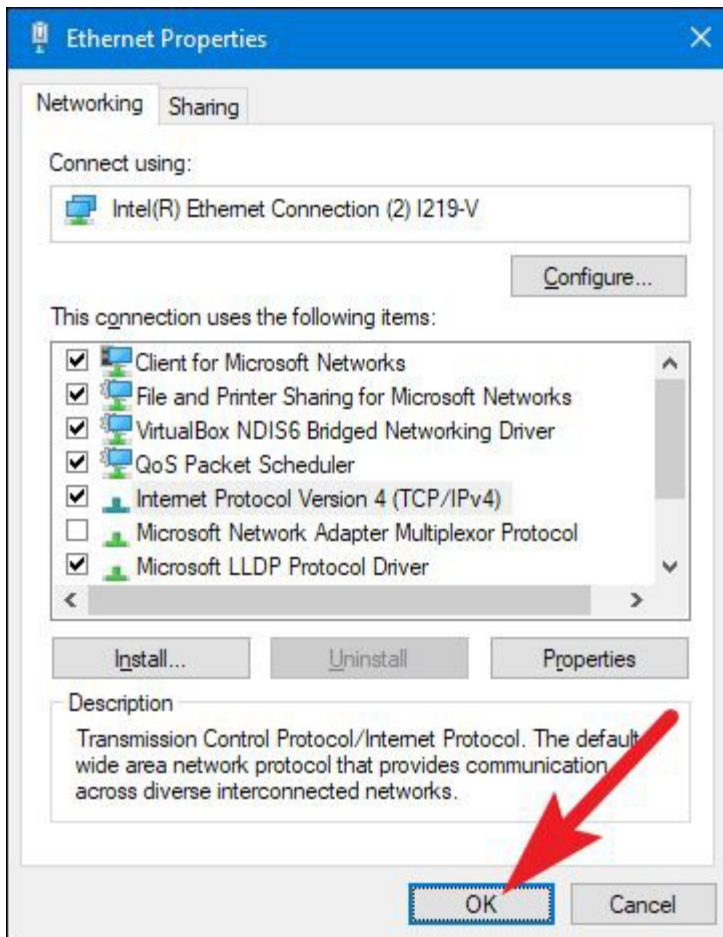 Ethernet Properties
Networking
Sharing
Connect using:
Intel(R) Ethernet Connection (2) I219-V
Configure...
This connection uses the following items:
Client for Microsoft Networks
File and Printer Sharing for Microsoft Networks
VirtualBox NDIS6 Bridged Networking Driver
QoS Packet Scheduler
Internet Protocol Version 4 (TCP/IPv4)
Microsoft Network Adapter Multiplexor Protocol
Microsoft LLDP Protocol Driver
Install...
Uninstall
Properties
Description
Transmission Control Protocol/Internet Protocol. The default
wide area network protocol that provides communication
across diverse interconnected networks.
OK
Cancel